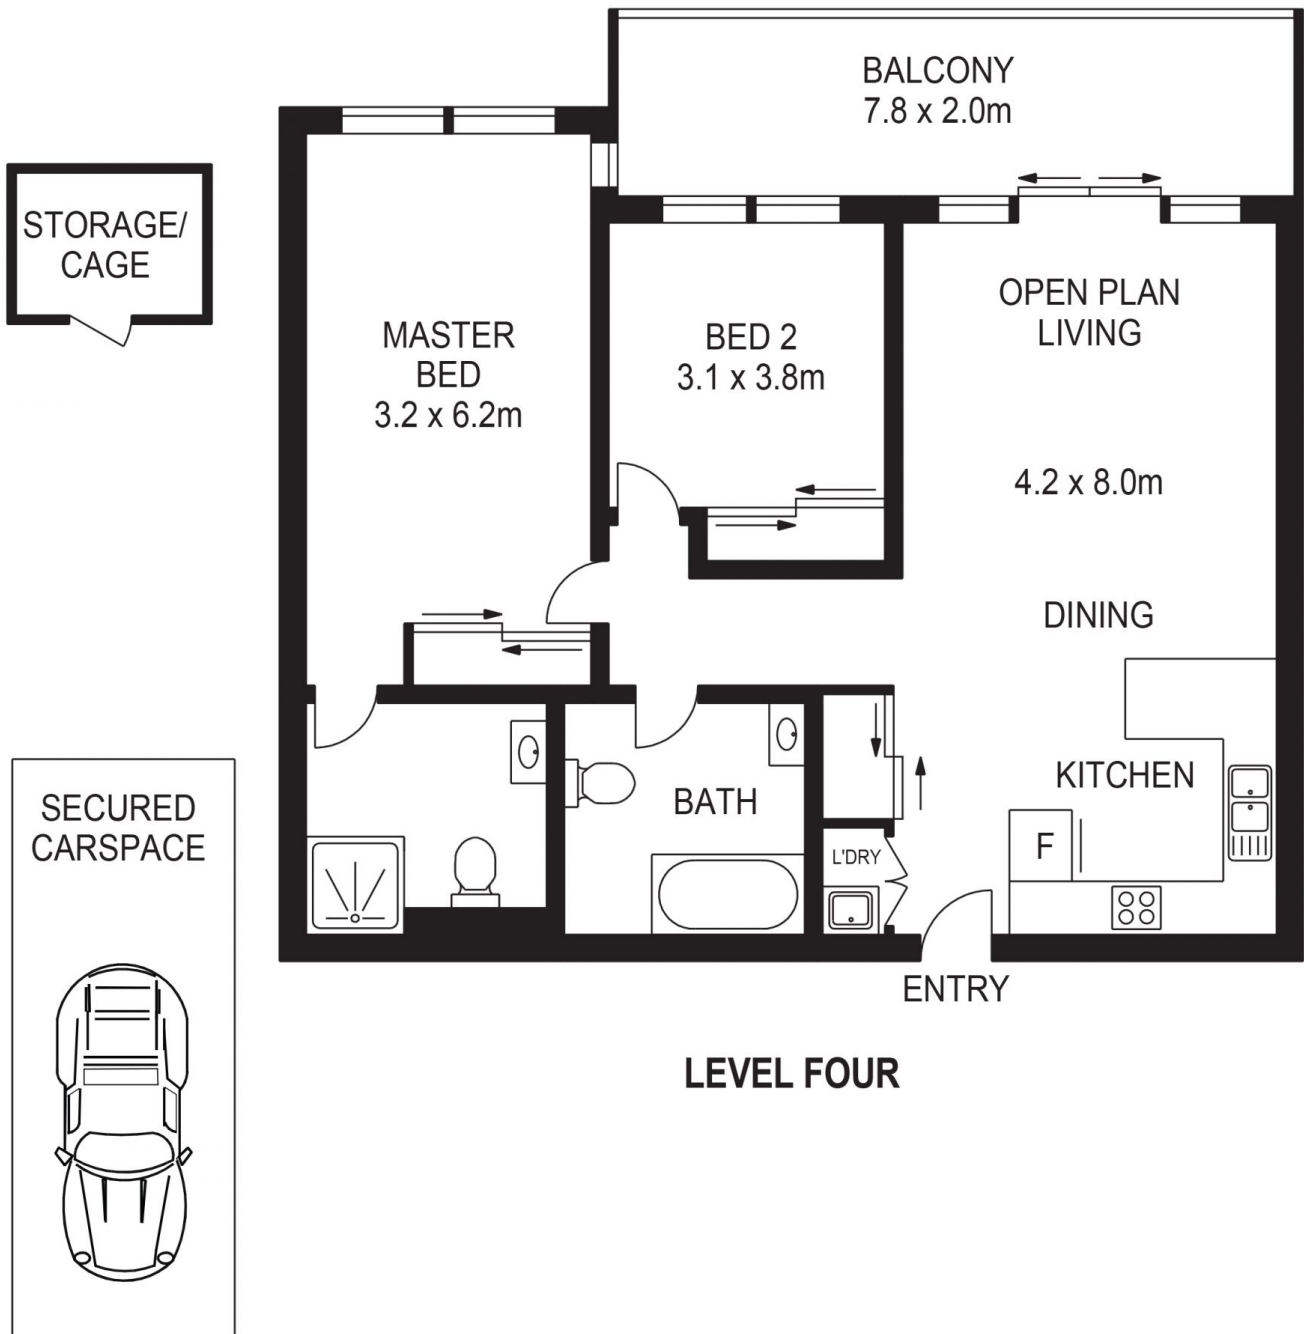 BALCONY
7.8 x 2.0m
STORAGE/
CAGE
MASTER
BED
3.2 x 6.2m
BED 2
3.1 x 3.8m
OPEN PLAN
LIVING
4.2 x 8.0m
DINING
KITCHEN
F
BATH
L'DRY
SECURED
CARSPACE
ENTRY
LEVEL FOUR